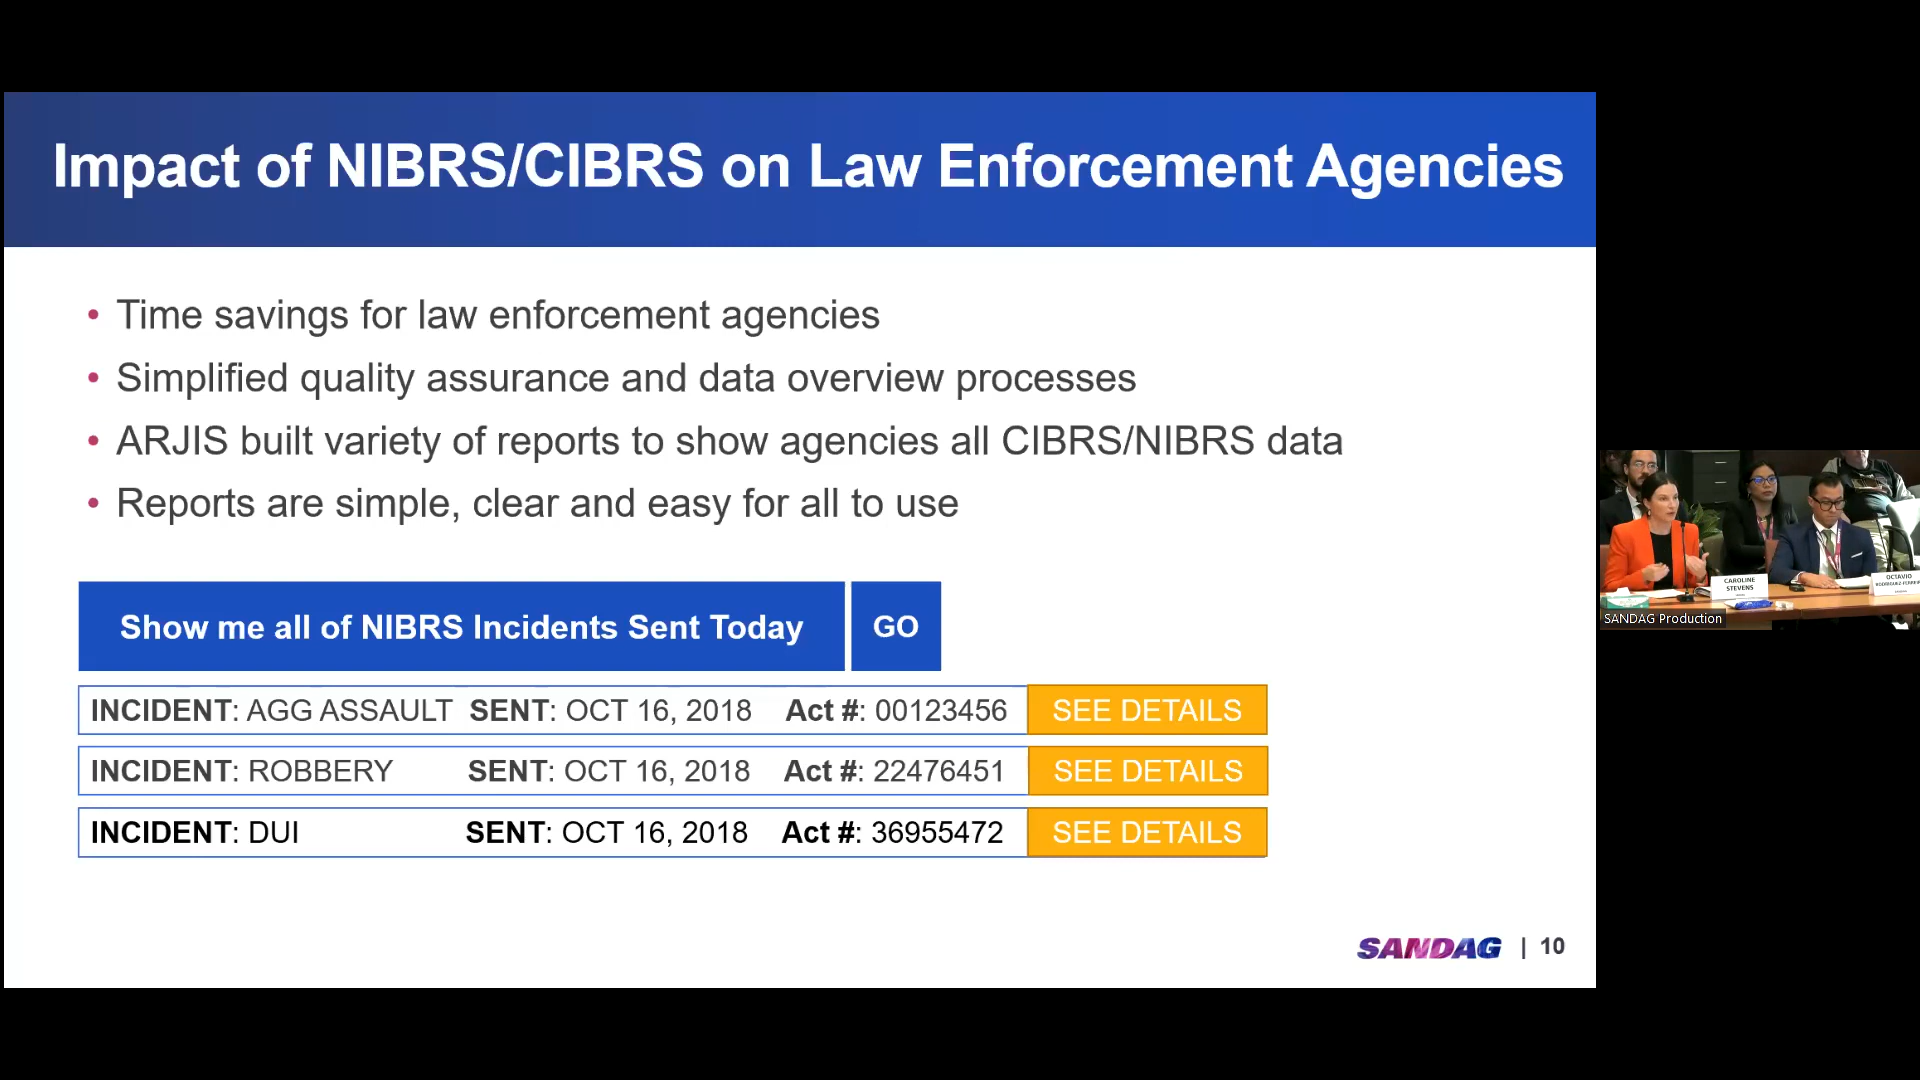 Impact of NIBRS/CIBRS on Law Enforcement Agencies
• Time savings for law enforcement agencies
• Simplified quality assurance and data overview processes
• ARJIS built variety of reports to show agencies all CIBRS/NIBRS data
• Reports are simple, clear and easy for all to use
Show me all of NIBRS Incidents Sent Today GO
INCIDENT: AGG ASSAULT SENT: OCT 16, 2018 Act #: 00123456 SEE DETAILS
INCIDENT: ROBBERY SENT: OCT 16, 2018 Act #: 22476451 SEE DETAILS
INCIDENT: DUI SENT: OCT 16, 2018 Act #: 36955472 SEE DETAILS
SANDAG | 10
CAROLINE
STEVENS
OCTAVIO
SANDAG Production